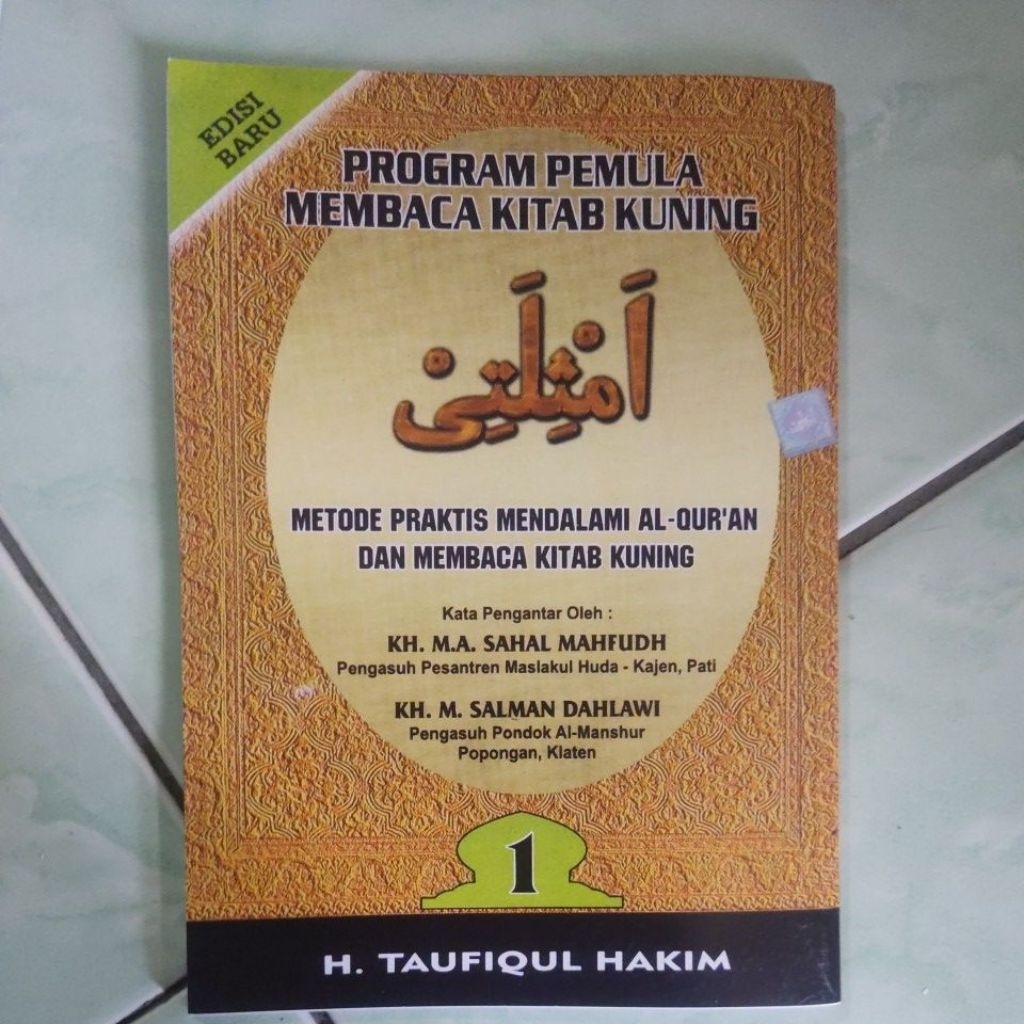 EDISI
BARU
PROGRAM PEMULA
MEMBACA KITAB KUNING
اَمْثِلَتِىْ
METODE PRAKTIS MENDALAMI AL-QUR'AN
DAN MEMBACA KITAB KUNING
Kata Pengantar Oleh :
KH. M.A. SAHAL MAHFUDH
Pengasuh Pesantren Maslakul Huda - Kajen, Pati
KH. M. SALMAN DAHLAWI
Pengasuh Pondok Al-Manshur
Popongan, Klaten
1
H. TAUFIQUL HAKIM